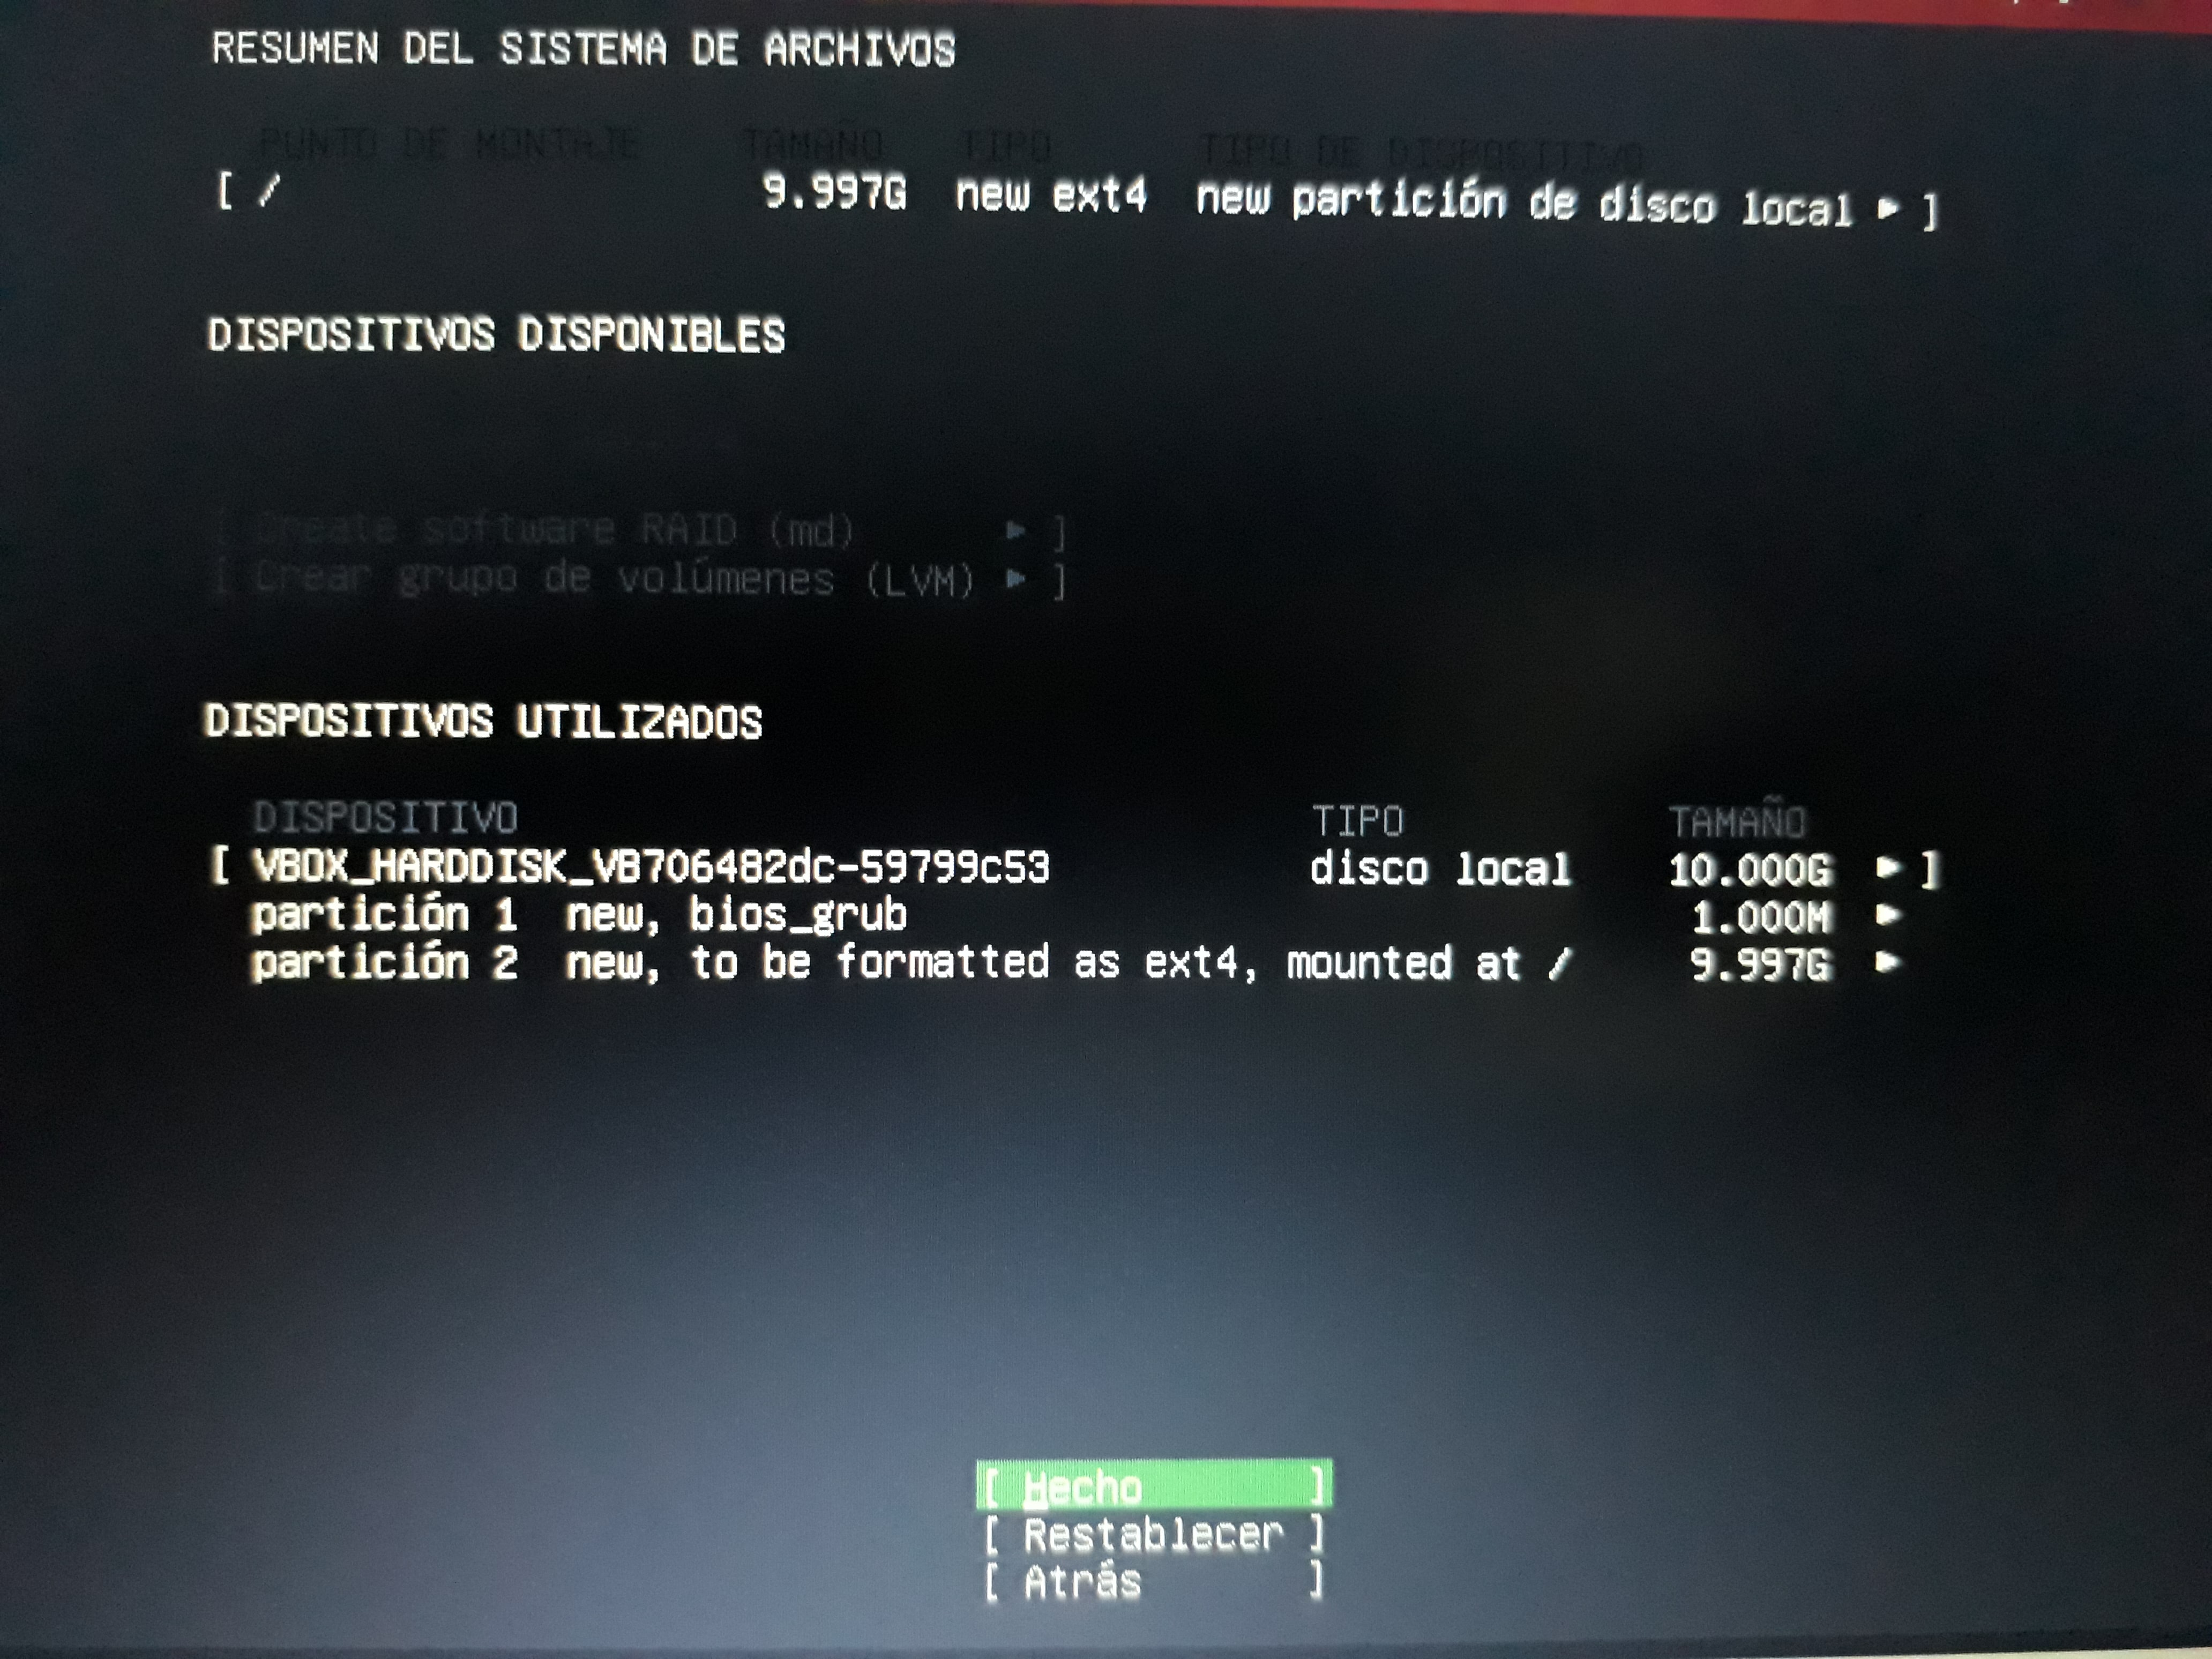 RESUMEN DEL SISTEMA DE ARCHIVOS
PUNTO DE MONTAJE TAMAÑO TIPO TIPO DE DISPOSITIVO
[ / 9.997G new ext4 new partición de disco local ▸ ]
DISPOSITIVOS DISPONIBLES
[ Create software RAID (md) ▸ ]
[ Crear grupo de volúmenes (LVM) ▸ ]
DISPOSITIVOS UTILIZADOS
DISPOSITIVO TIPO TAMAÑO
[ VBOX_HARDDISK_VB706482dc-59799c53 disco local 10.000G ▸ ]
partición 1 new, bios_grub 1.000M ▸
partición 2 new, to be formatted as ext4, mounted at / 9.997G ▸
[ Hecho ]
[ Restablecer ]
[ Atrás ]